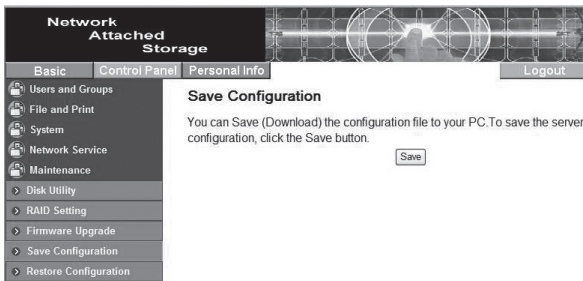 Network
Attached
Storage
Basic
Control Panel
Personal Info
Logout
Users and Groups
File and Print
System
Network Service
Maintenance
Disk Utility
RAID Setting
Firmware Upgrade
Save Configuration
Restore Configuration
Save Configuration
You can Save (Download) the configuration file to your PC.To save the server
configuration, click the Save button.
Save